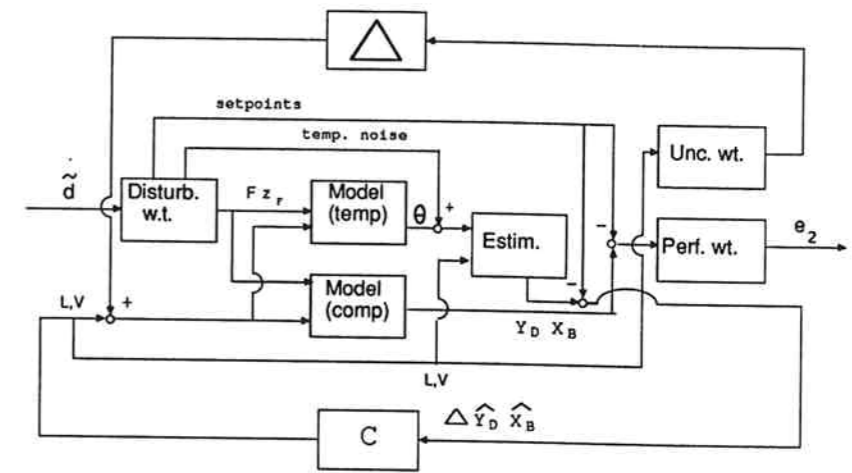 Δ
setpoints
temp. noise
Unc. wt.
d̃
Disturb.
w.t.
F z_r
Model
(temp)
θ
+
Estim.
−
Perf. wt.
e_2
Model
(comp)
−
L,V
+
Y_D X_B
L,V
C
Δ Ŷ_D X̂_B